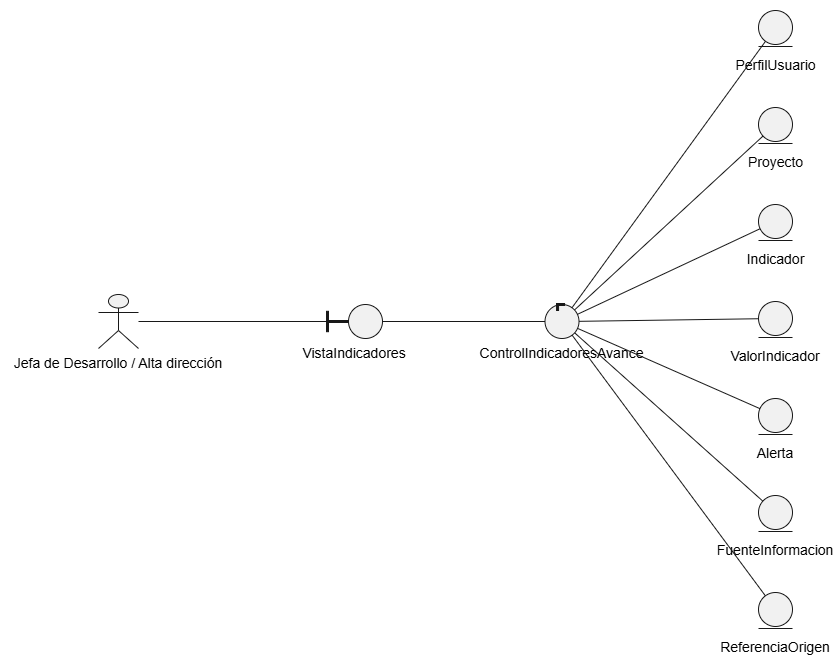 PerfilUsuario
Proyecto
Indicador
Jefa de Desarrollo / Alta dirección
VistaIndicadores
ControlIndicadoresAvance
ValorIndicador
Alerta
FuenteInformacion
ReferenciaOrigen